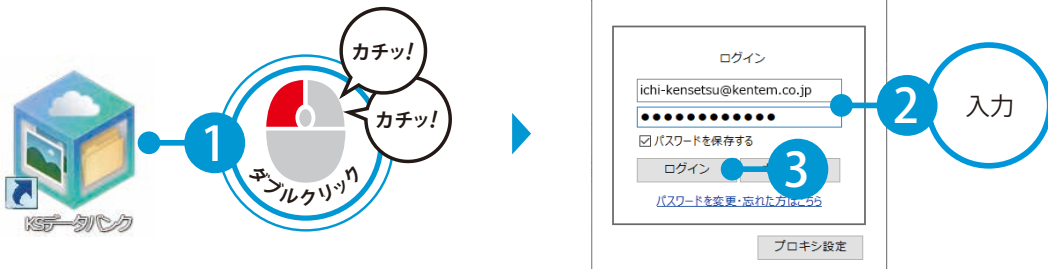 KSデータバンク
1
カチッ!
カチッ!
ダブルクリック
ログイン
ichi-kensetsu@kentem.co.jp
●●●●●●●●●●●●
パスワードを保存する
ログイン
パスワードを変更・忘れた方はこちら
プロキシ設定
2
入力
3